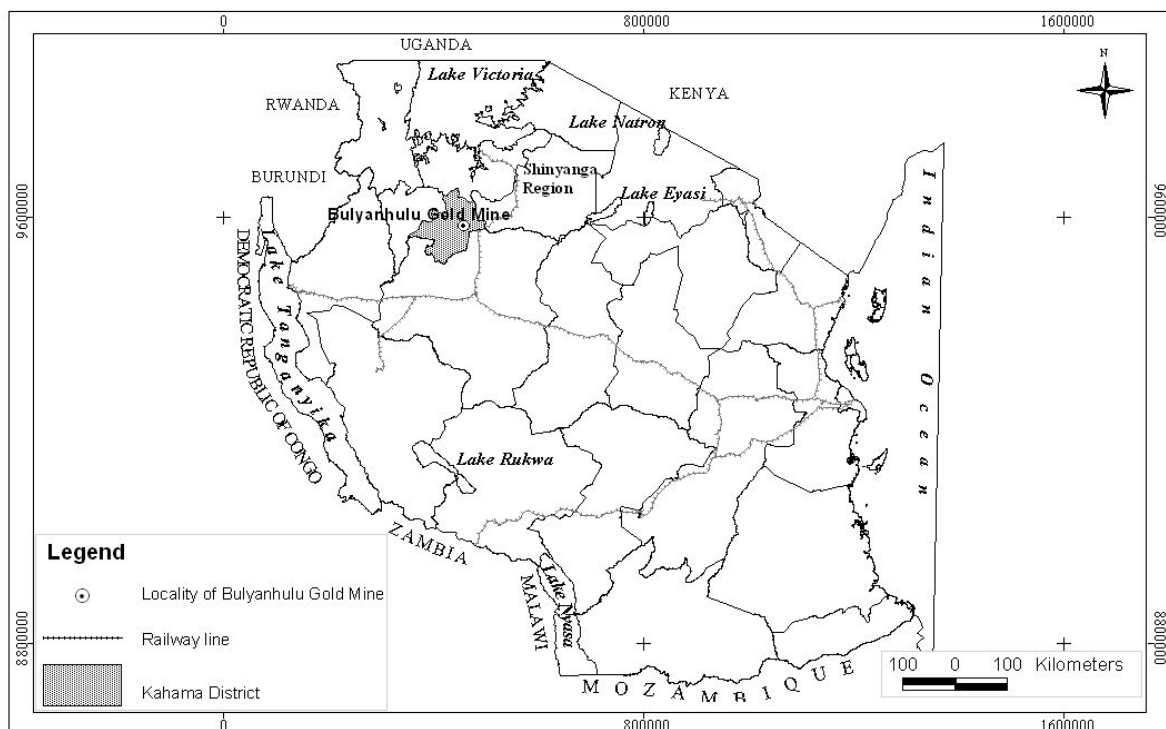 0 800000 1600000
UGANDA
Lake Victoria
N
RWANDA
KENYA
Lake Natron
Shinyanga
Region
BURUNDI
Lake Eyasi
Bulyanhulu Gold Mine
9600000
9600000
Indian Ocean
DEMOCRATIC REPUBLIC OF CONGO
Lake Tanganyika
Lake Rukwa
ZAMBIA
Lake Nyasa
MALAWI
MOZAMBIQUE
Legend
Locality of Bulyanhulu Gold Mine
Railway line
Kahama District
8800000
8800000
100 0 100 Kilometers
0 800000 1600000